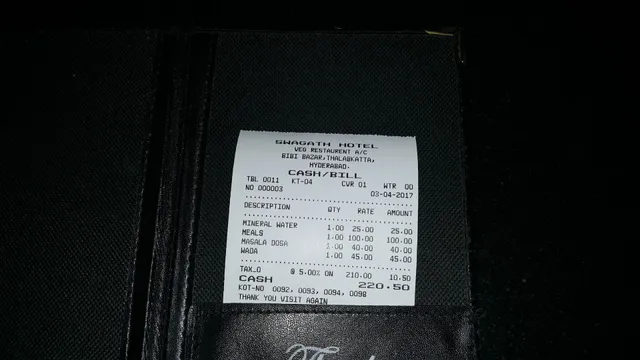 SWAGATH HOTEL
VEG RESTAURENT A/C
BIBI BAZAR,THALABKATTA,
HYDERABAD.
CASH/BILL
TBL 0011 KT-04 CVR 01 WTR 00
NO 000003 03-04-2017
DESCRIPTION QTY RATE AMOUNT
MINERAL WATER 1.00 25.00 25.00
MEALS 1.00 100.00 100.00
MASALA DOSA 1.00 40.00 40.00
WADA 1.00 45.00 45.00
TAX_0 @ 5.00% ON 210.00 10.50
CASH 220.50
KOT-NO 0092, 0093, 0094, 0098
THANK YOU VISIT AGAIN